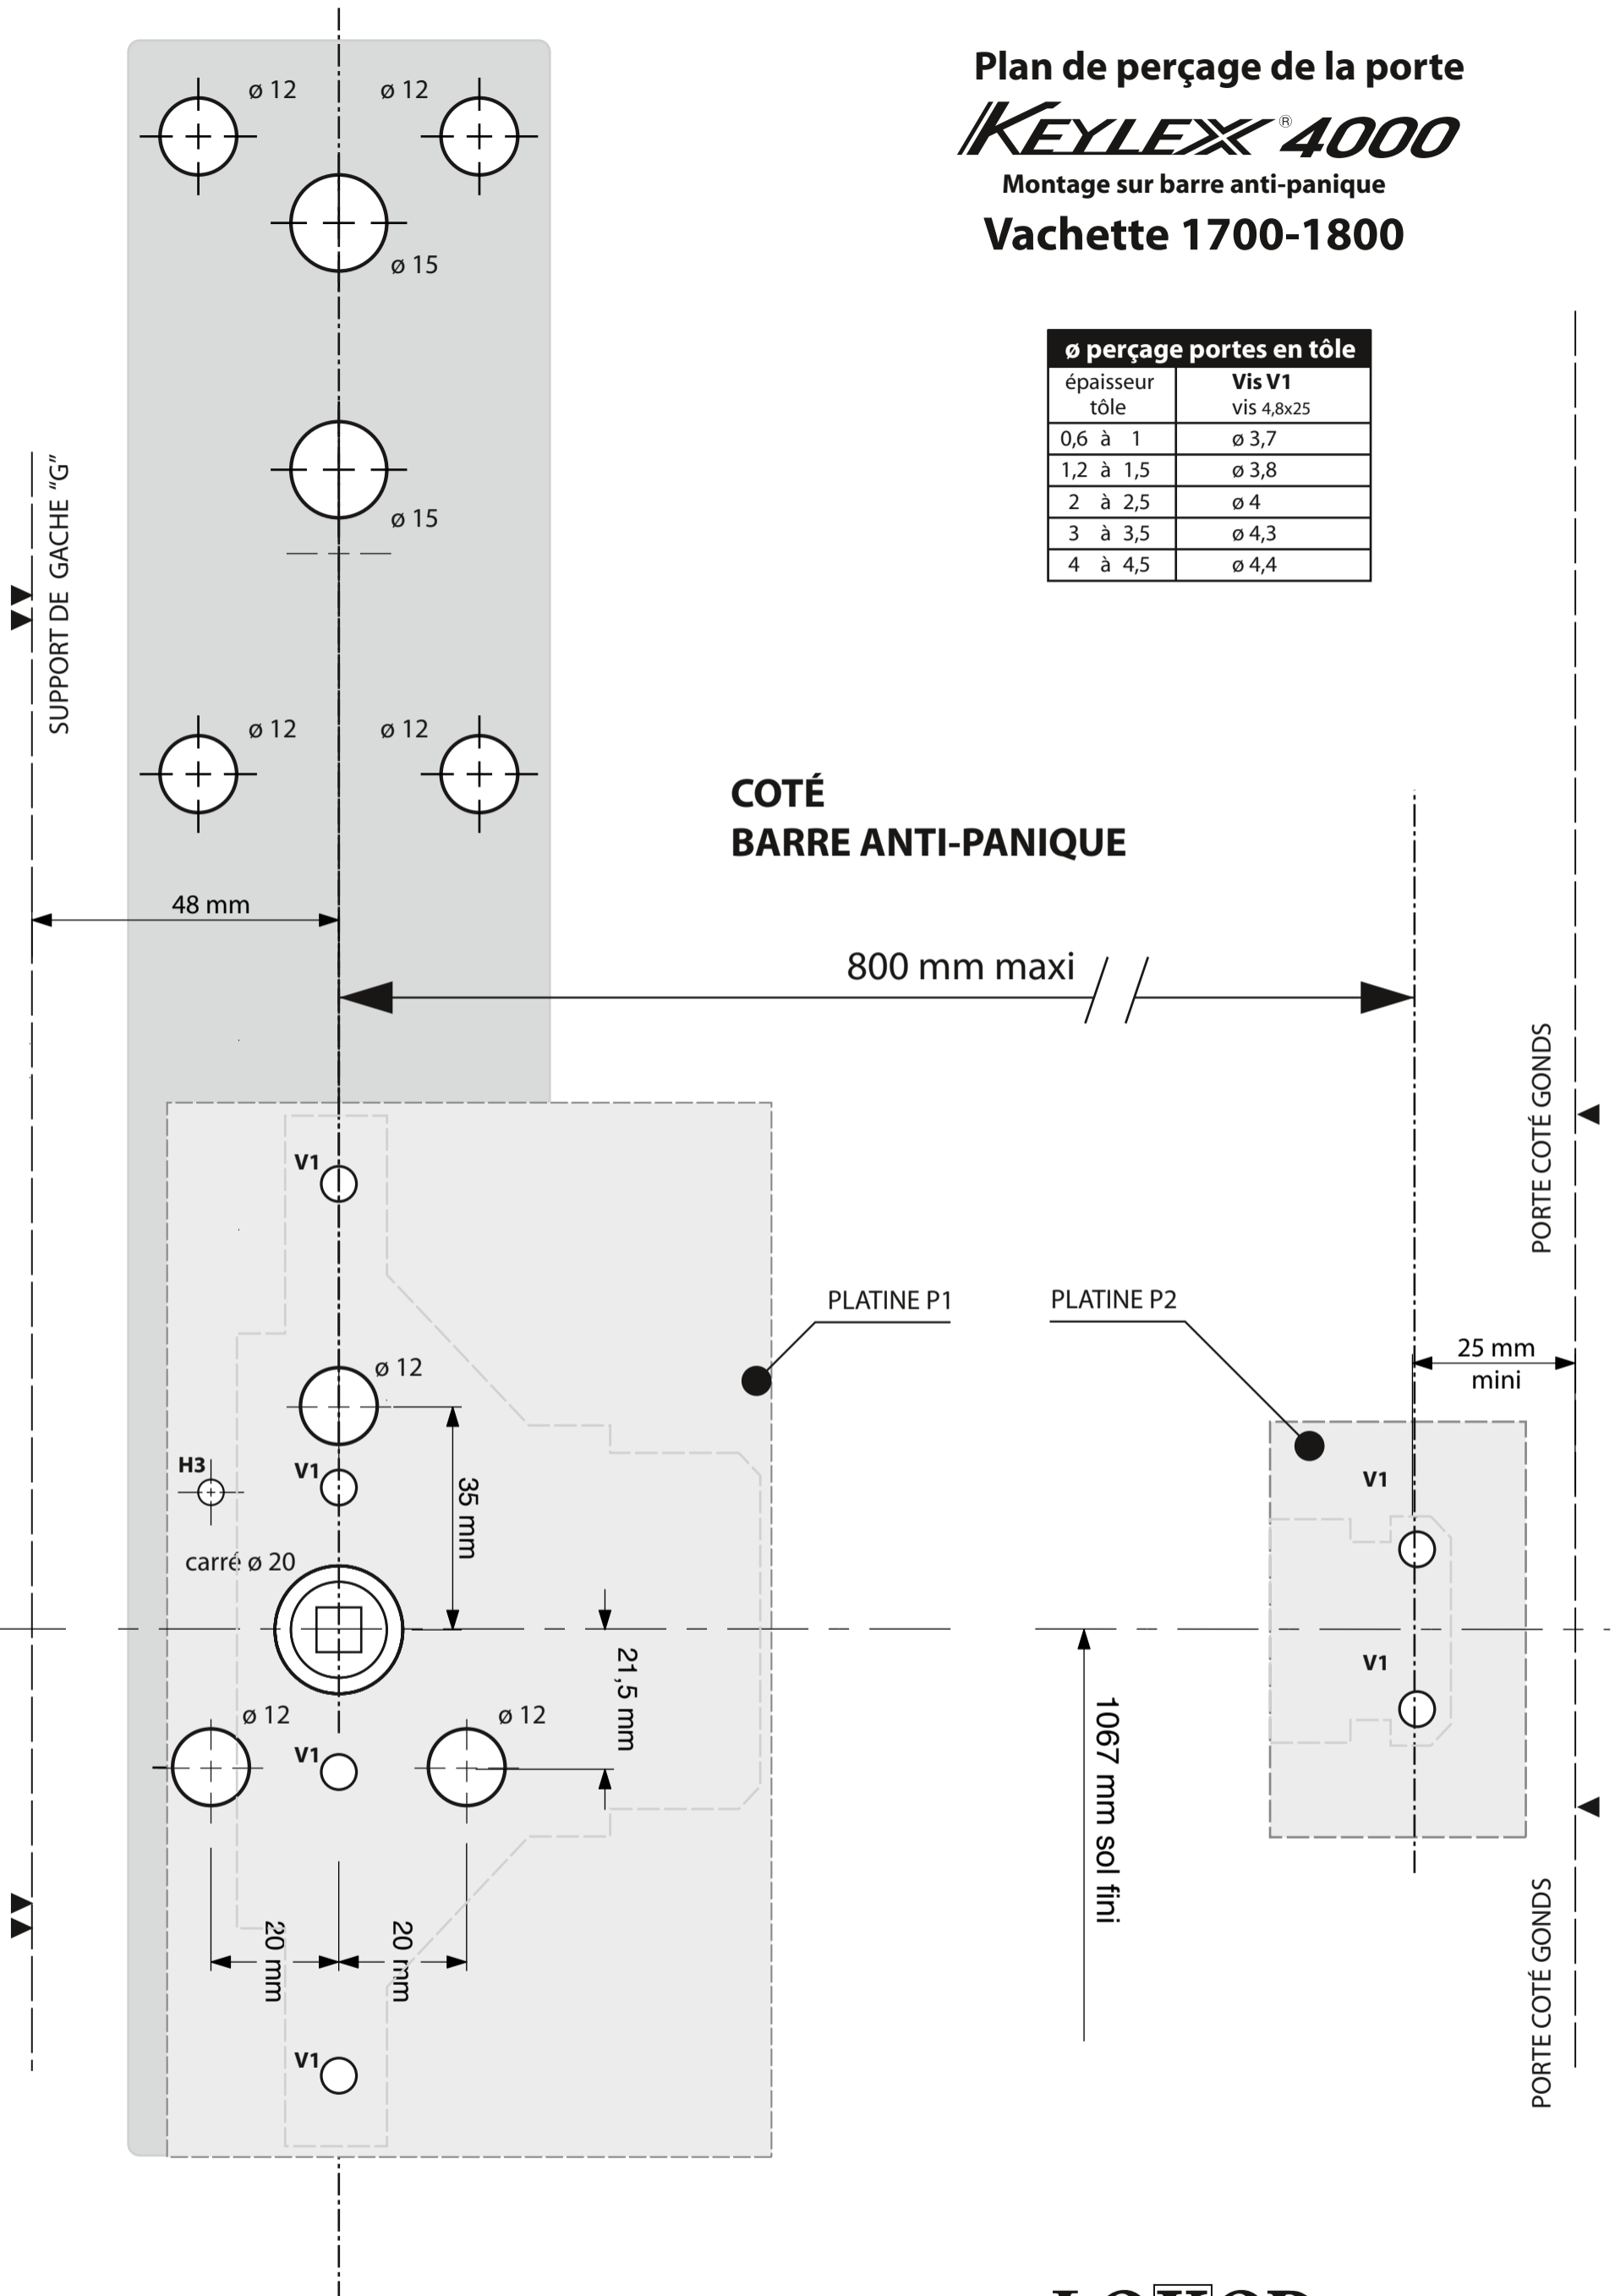 Plan de perçage de la porte
KEYLEX® 4000
Montage sur barre anti-panique
Vachette 1700-1800
ø 12
ø 12
ø 15
ø 15
ø perçage portes en tôle
épaisseur tôle
Vis V1
vis 4,8x25
0,6 à 1 ø 3,7
1,2 à 1,5 ø 3,8
2 à 2,5 ø 4
3 à 3,5 ø 4,3
4 à 4,5 ø 4,4
SUPPORT DE GACHE "G"
ø 12
ø 12
COTÉ
BARRE ANTI-PANIQUE
48 mm
800 mm maxi
PORTE COTÉ GONDS
V1
PLATINE P1
PLATINE P2
25 mm
mini
ø 12
H3
V1
35 mm
V1
carré ø 20
21,5 mm
V1
1067 mm sol fini
ø 12
ø 12
V1
20 mm
20 mm
PORTE COTÉ GONDS
V1